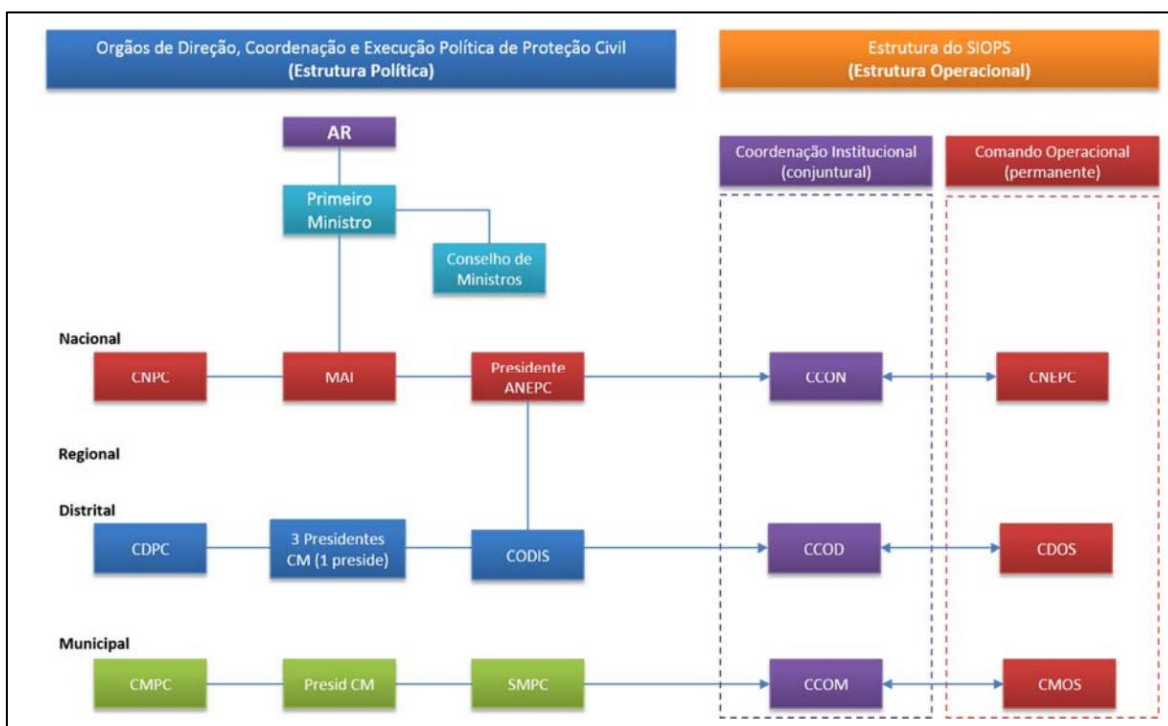 Orgãos de Direção, Coordenação e Execução Política de Proteção Civil
(Estrutura Política)
Estrutura do SIOPS
(Estrutura Operacional)
AR
Coordenação Institucional
(conjuntural)
Comando Operacional
(permanente)
Primeiro
Ministro
Conselho de
Ministros
Nacional
CNPC
MAI
Presidente
ANEPC
CCON
CNEPC
Regional
Distrital
CDPC
3 Presidentes
CM (1 preside)
CODIS
CCOD
CDOS
Municipal
CMPC
Presid CM
SMPC
CCOM
CMOS